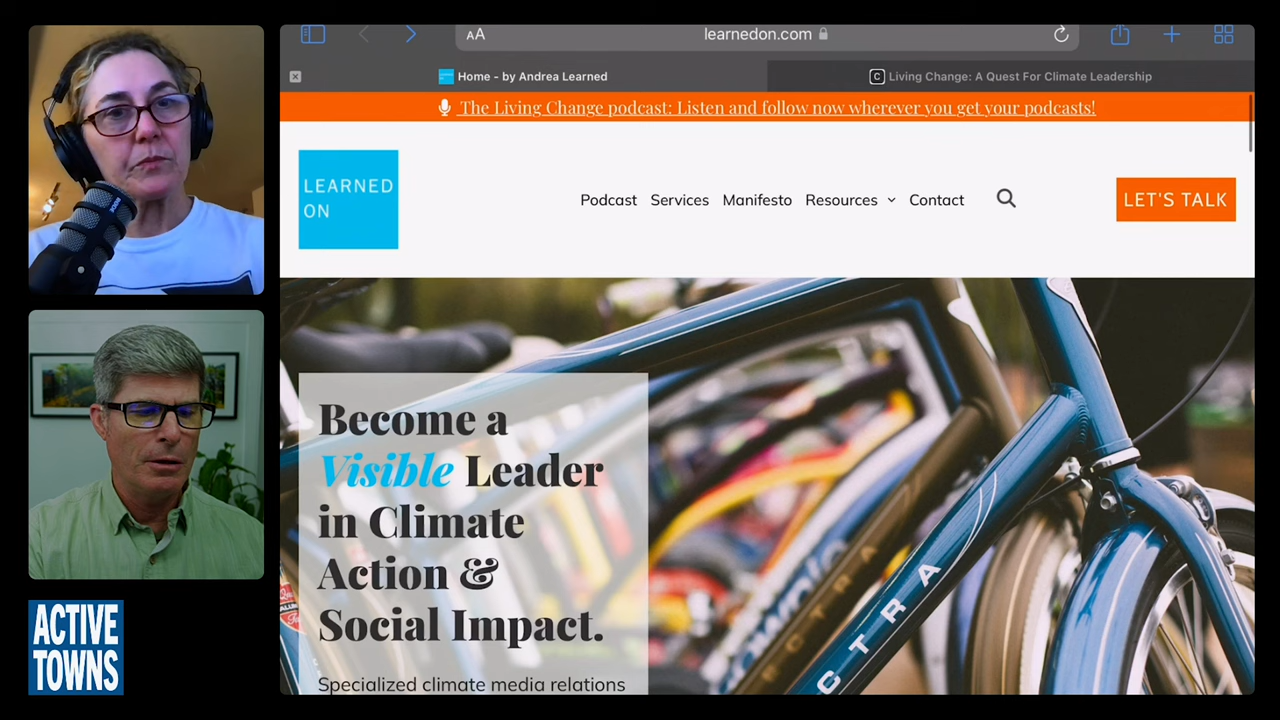 AA
learnedon.com
Home - by Andrea Learned
C Living Change: A Quest For Climate Leadership
The Living Change podcast: Listen and follow now wherever you get your podcasts!
LEARNED
ON
Podcast Services Manifesto Resources Contact
LET'S TALK
Become a
Visible Leader
in Climate
Action &
Social Impact.
Specialized climate media relations
CTRA
ACTIVE
TOWNS